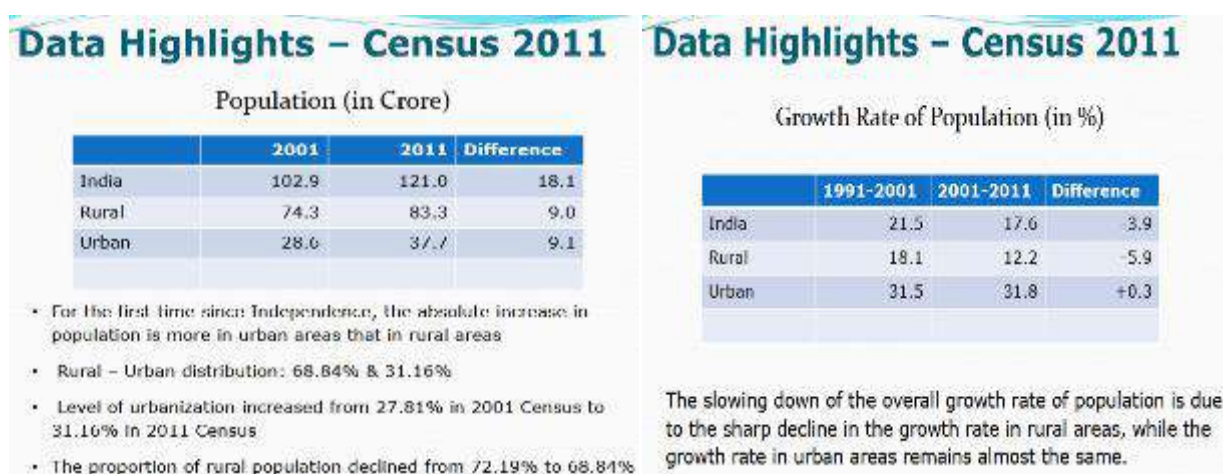 Data Highlights – Census 2011
Population (in Crore)
2001 2011 Difference
India 102.9 121.0 18.1
Rural 74.3 83.3 9.0
Urban 28.6 37.7 9.1
• For the first time since Independence, the absolute increase in
population is more in urban areas that in rural areas
• Rural – Urban distribution: 68.84% & 31.16%
• Level of urbanization increased from 27.81% in 2001 Census to
31.16% in 2011 Census
• The proportion of rural population declined from 72.19% to 68.84%
Data Highlights – Census 2011
Growth Rate of Population (in %)
1991-2001 2001-2011 Difference
India 21.5 17.6 3.9
Rural 18.1 12.2 -5.9
Urban 31.5 31.8 +0.3
The slowing down of the overall growth rate of population is due
to the sharp decline in the growth rate in rural areas, while the
growth rate in urban areas remains almost the same.